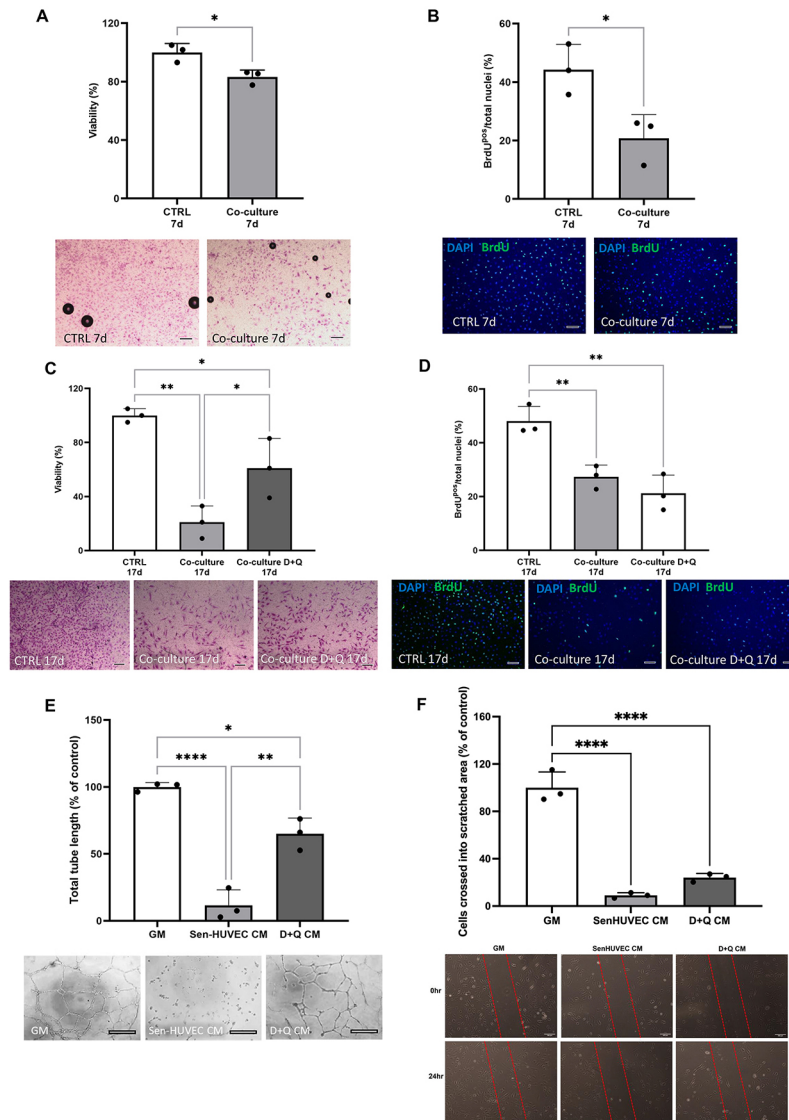 A
*
120
80
40
0
Viability (%)
CTRL
7d
Co-culture
7d
CTRL 7d
Co-culture 7d
B
*
60
40
20
0
BrdUpos/total nuclei (%)
CTRL
7d
Co-culture
7d
DAPI BrdU
CTRL 7d
DAPI BrdU
Co-culture 7d
C
*
**
*
120
80
40
0
Viability (%)
CTRL
17d
Co-culture
17d
Co-culture D+Q
17d
CTRL 17d
Co-culture 17d
Co-culture D+Q 17d
D
**
**
60
40
20
0
BrdUpos/total nuclei (%)
CTRL
17d
Co-culture
17d
Co-culture D+Q
17d
DAPI BrdU
CTRL 17d
DAPI BrdU
Co-culture 17d
DAPI BrdU
Co-culture D+Q 17d
E
*
****
**
150
100
50
0
Total tube length (% of control)
GM
Sen-HUVEC CM
D+Q CM
GM
Sen-HUVEC CM
D+Q CM
F
****
****
160
120
80
40
0
Cells crossed into scratched area (% of control)
GM
SenHUVEC CM
D+Q CM
GM
SenHUVEC CM
D+Q CM
0hr
24hr